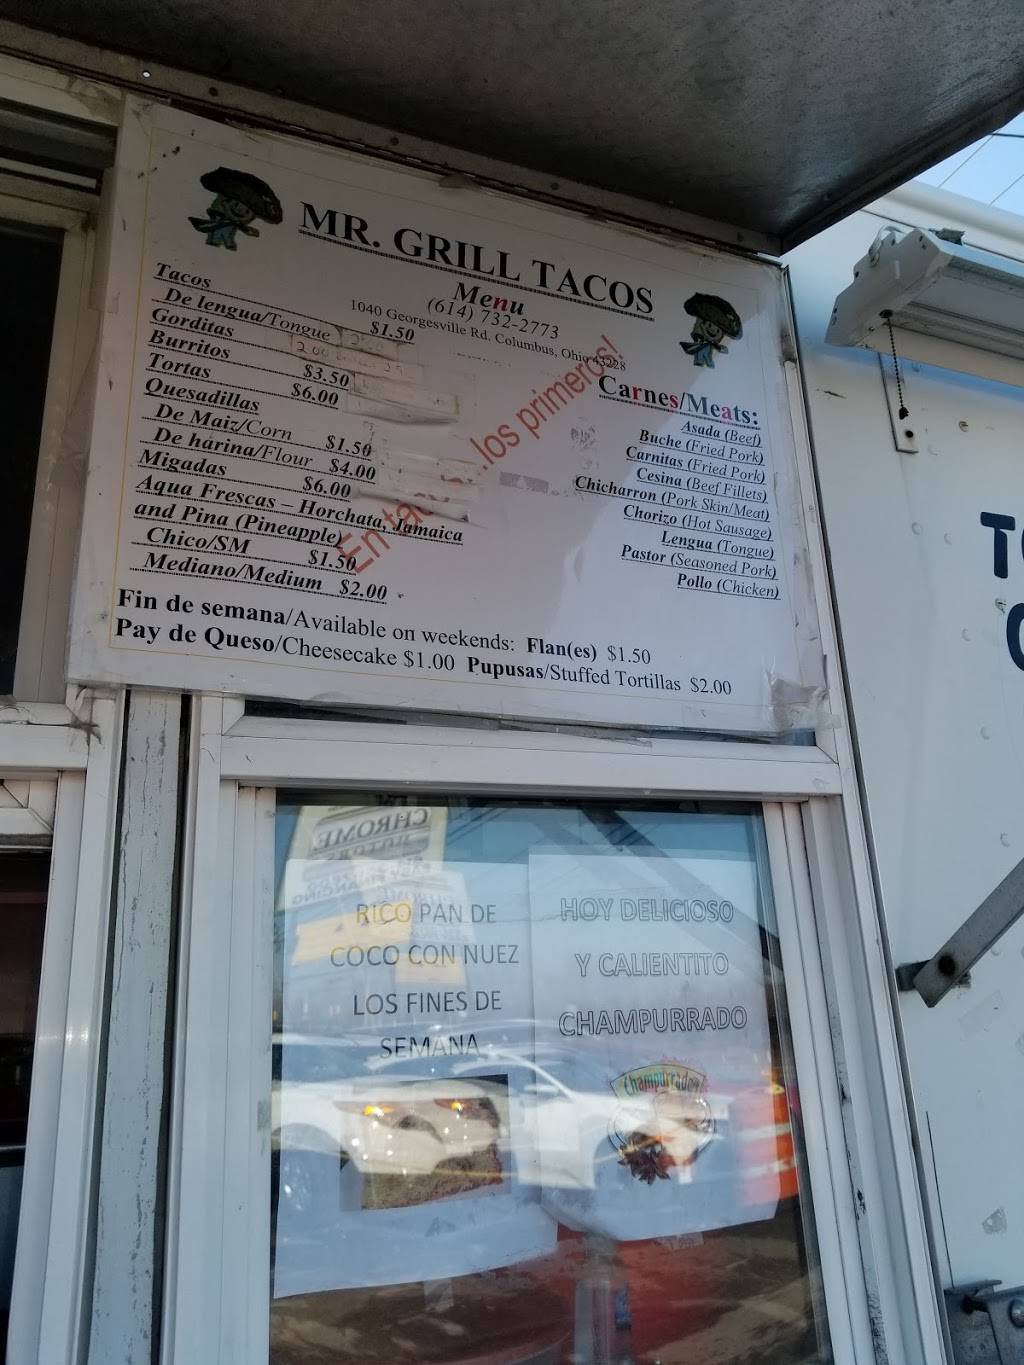 MR. GRILL TACOS
Menu
(614) 732-2773
1040 Georgesville Rd. Columbus, Ohio 43228
Tacos $1.50
De lengua/Tongue
Gorditas
Burritos $3.50
Tortas $6.00
Quesadillas
De Maiz/Corn $1.50
De harina/Flour $4.00
Migadas $6.00
Aqua Frescas – Horchata, Jamaica
and Pina (Pineapple)
Chico/SM $1.50
Mediano/Medium $2.00
En ...los primeros!
Carnes/Meats:
Asada (Beef)
Buche (Fried Pork)
Carnitas (Fried Pork)
Cesina (Beef Fillets)
Chicharron (Pork Skin/Meat)
Chorizo (Hot Sausage)
Lengua (Tongue)
Pastor (Seasoned Pork)
Pollo (Chicken)
Fin de semana/Available on weekends: Flan(es) $1.50
Pay de Queso/Cheesecake $1.00 Pupusas/Stuffed Tortillas $2.00
CHROME
RICO PAN DE
COCO CON NUEZ
LOS FINES DE
SEMANA
HOY DELICIOSO
Y CALIENTITO
CHAMPURRADO
Champurrado